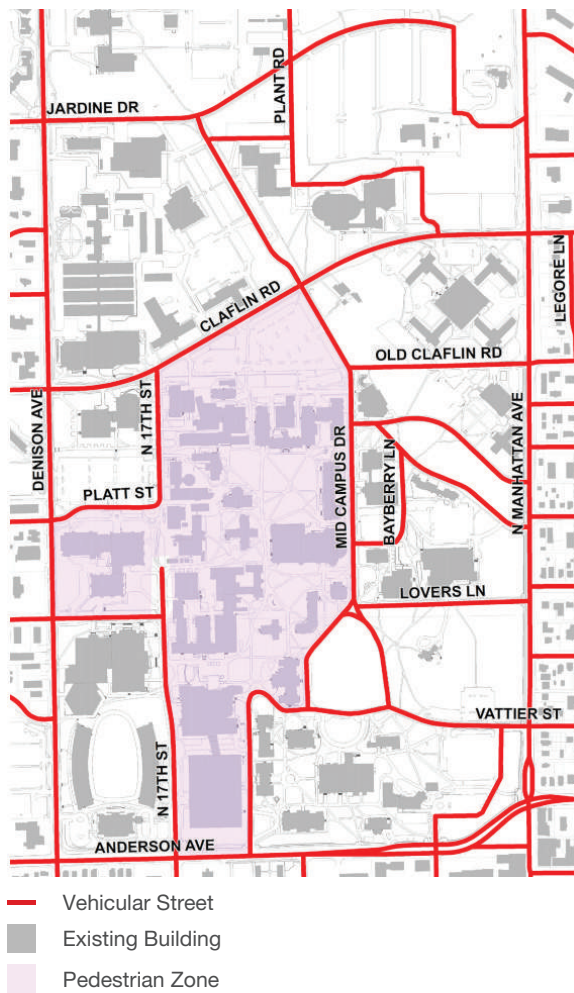 PLANT RD
JARDINE DR
CLAFLIN RD
LEGORE LN
OLD CLAFLIN RD
DENISON AVE
N 17TH ST
MID CAMPUS DR
BAYBERRY LN
N MANHATTAN AVE
PLATT ST
LOVERS LN
VATTIER ST
N 17TH ST
ANDERSON AVE
Vehicular Street
Existing Building
Pedestrian Zone